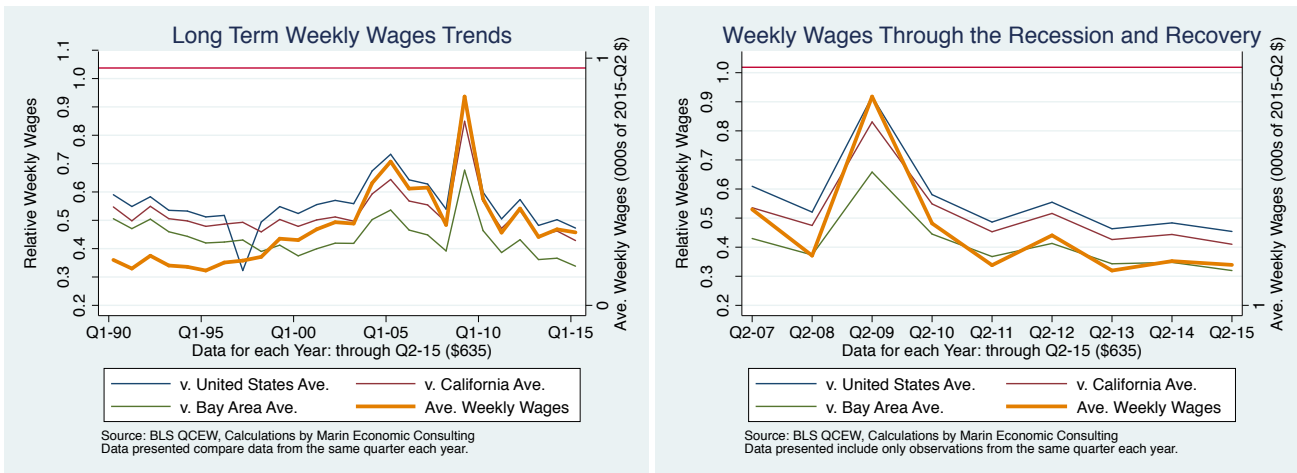 Long Term Weekly Wages Trends
Relative Weekly Wages
1.1
1.0
0.9
0.8
0.7
0.6
0.5
0.4
0.3
0.2
1
0
Ave. Weekly Wages (000s of 2015-Q2 $)
Q1-90 Q1-95 Q1-00 Q1-05 Q1-10 Q1-15
Data for each Year: through Q2-15 ($635)
v. United States Ave. v. California Ave.
v. Bay Area Ave. Ave. Weekly Wages
Source: BLS QCEW, Calculations by Marin Economic Consulting
Data presented compare data from the same quarter each year.
Weekly Wages Through the Recession and Recovery
Relative Weekly Wages
1.0
0.9
0.8
0.7
0.6
0.5
0.4
0.3
0.2
1
Ave. Weekly Wages (000s of 2015-Q2 $)
Q2-07 Q2-08 Q2-09 Q2-10 Q2-11 Q2-12 Q2-13 Q2-14 Q2-15
Data for each Year: through Q2-15 ($635)
v. United States Ave. v. California Ave.
v. Bay Area Ave. Ave. Weekly Wages
Source: BLS QCEW, Calculations by Marin Economic Consulting
Data presented include only observations from the same quarter each year.